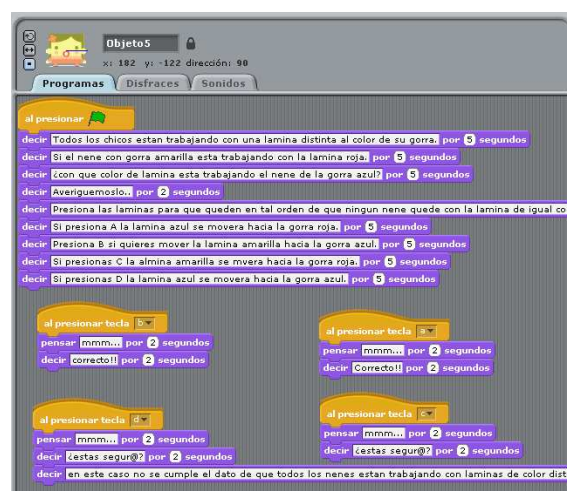 Objeto5
x: 182 y: -122 dirección: 90
Programas Disfraces Sonidos
al presionar
decir Todos los chicos estan trabajando con una lamina distinta al color de su gorra. por 5 segundos
decir Si el nene con gorra amarilla esta trabajando con la lamina roja. por 5 segundos
decir ¿con que color de lamina esta trabajando el nene de la gorra azul? por 5 segundos
decir Averiguemoslo.. por 2 segundos
decir Presiona las laminas para que queden en tal orden de que ningun nene quede con la lamina de igual co
decir Si presiona A la lamina azul se movera hacia la gorra roja. por 5 segundos
decir Presiona B si quieres mover la lamina amarilla hacia la gorra azul. por 5 segundos
decir Si presionas C la almina amarilla se mvera hacia la gorra roja. por 5 segundos
decir Si presionas D la lamina azul se movera hacia la gorra azul. por 5 segundos
al presionar tecla b
pensar mmm... por 2 segundos
decir correcto!! por 2 segundos
al presionar tecla a
pensar mmm... por 2 segundos
decir Correcto!! por 2 segundos
al presionar tecla d
pensar mmm... por 2 segundos
decir ¿estas segur@? por 2 segundos
decir en este caso no se cumple el dato de que todos los nenes estan trabajando con laminas de color dist
al presionar tecla c
pensar mmm... por 2 segundos
decir ¿estas segur@? por 2 segundos